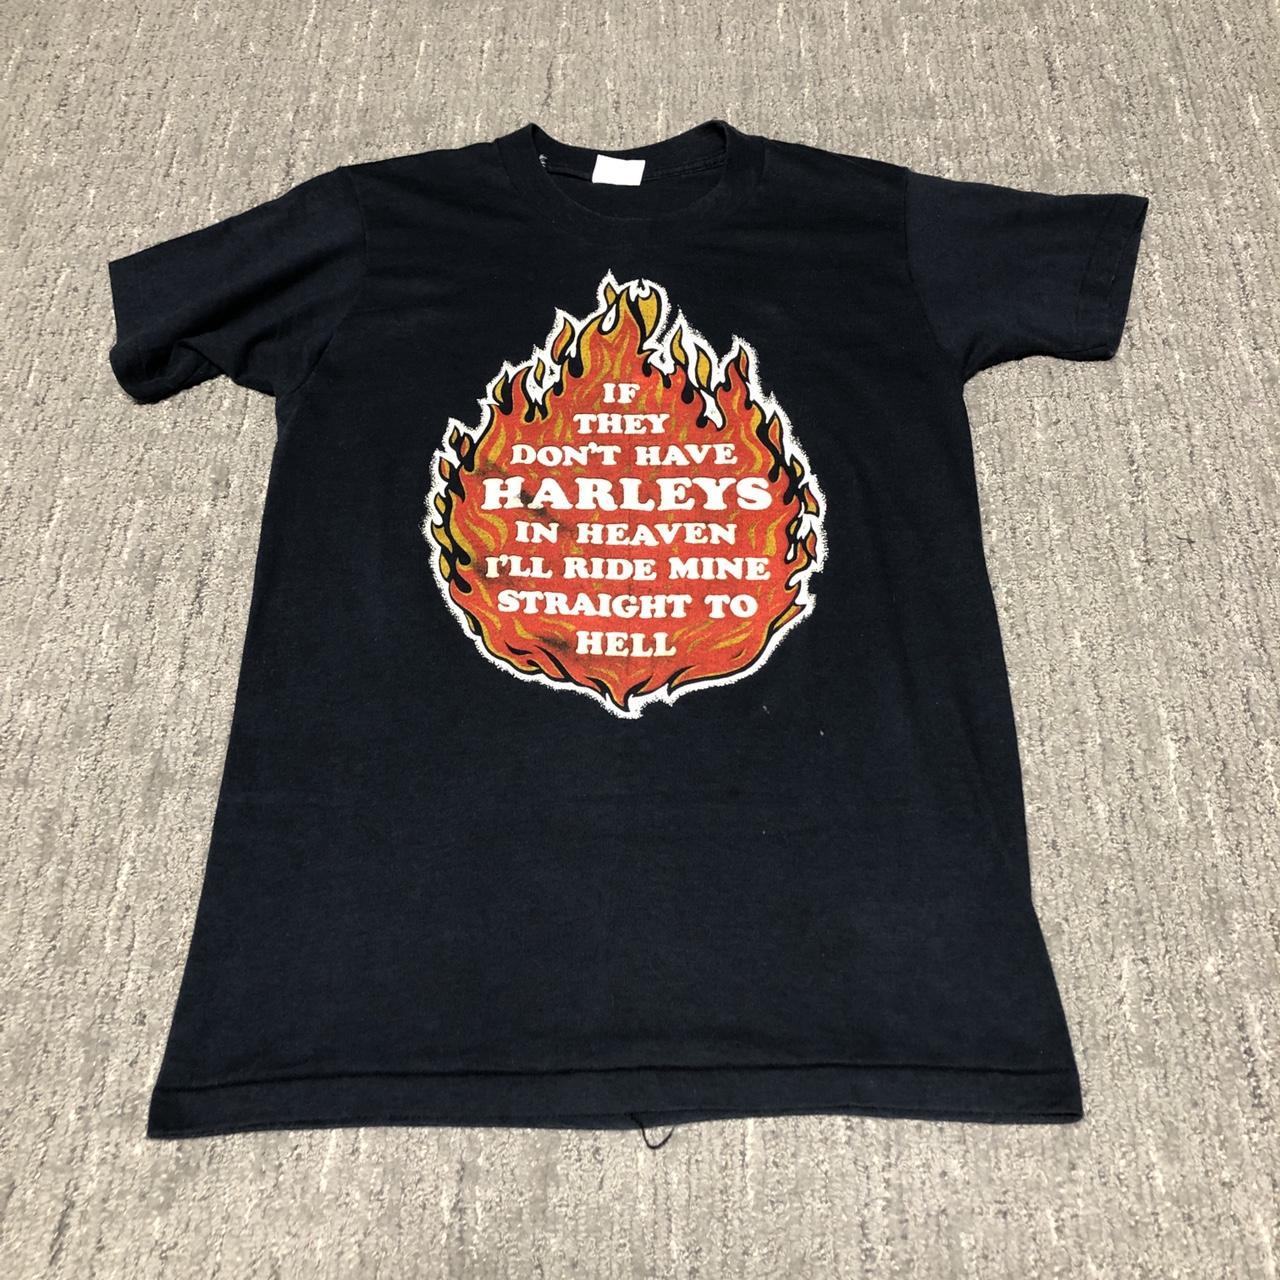 IF
THEY
DON'T HAVE
HARLEYS
IN HEAVEN
I'LL RIDE MINE
STRAIGHT TO
HELL